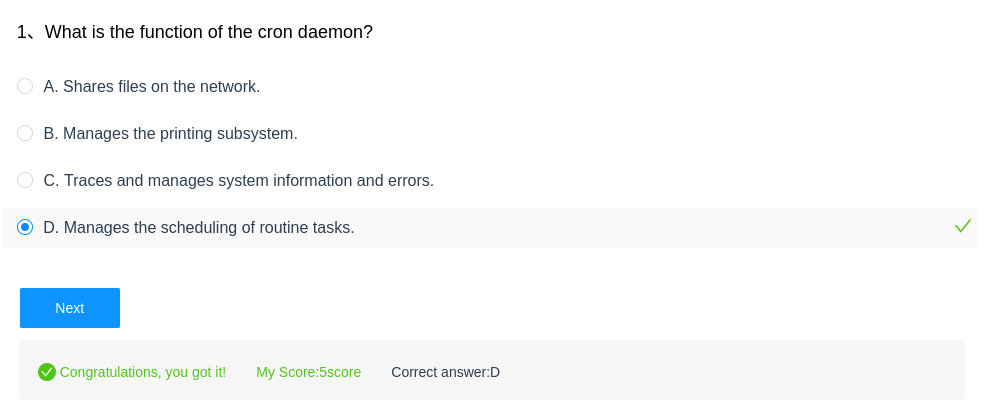 1、What is the function of the cron daemon?
A. Shares files on the network.
B. Manages the printing subsystem.
C. Traces and manages system information and errors.
D. Manages the scheduling of routine tasks.
Next
Congratulations, you got it! My Score:5score Correct answer:D